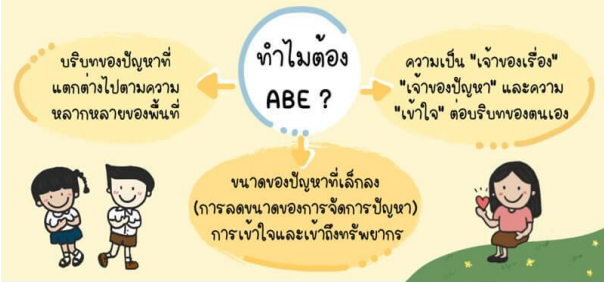 ทำไมต้อง
ABE ?
บริบทของปัญหาที่
แตกต่างไปตามความ
หลากหลายของพื้นที่
ความเป็น "เจ้าของเรื่อง"
"เจ้าของปัญหา" และความ
"เข้าใจ" ต่อบริบทของตนเอง
ขนาดของปัญหาที่เล็กลง
(การลดขนาดของการจัดการปัญหา)
การเข้าใจและเข้าถึงทรัพยากร